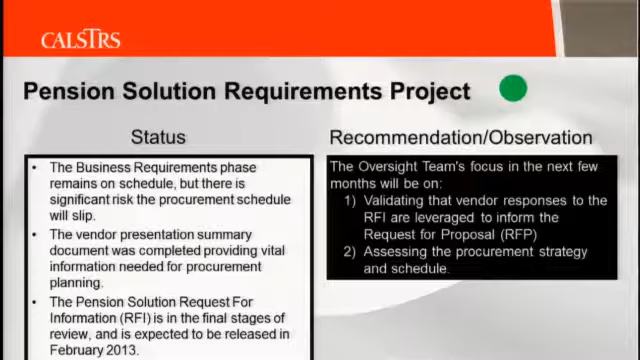 CALSTRS
Pension Solution Requirements Project
Status
• The Business Requirements phase
remains on schedule, but there is
significant risk the procurement schedule
will slip.
• The vendor presentation summary
document was completed providing vital
information needed for procurement
planning.
• The Pension Solution Request For
Information (RFI) is in the final stages of
review, and is expected to be released in
February 2013.
Recommendation/Observation
The Oversight Team's focus in the next few
months will be on:
1) Validating that vendor responses to the
RFI are leveraged to inform the
Request for Proposal (RFP)
2) Assessing the procurement strategy
and schedule.